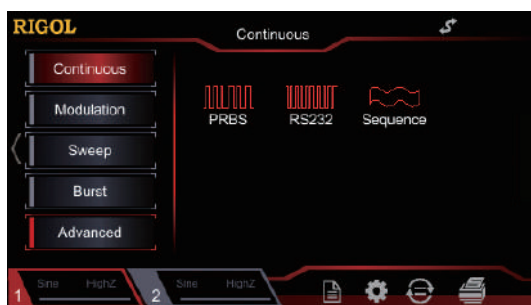 RIGOL
Continuous
Continuous
Modulation
Sweep
Burst
Advanced
PRBS RS232 Sequence
1 Sine HighZ 2 Sine HighZ